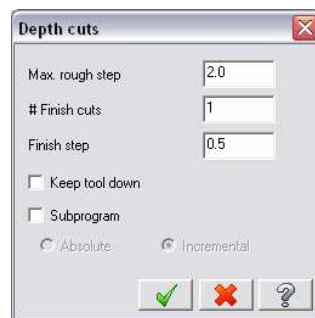 Depth cuts
Max. rough step 2.0
# Finish cuts 1
Finish step 0.5
Keep tool down
Subprogram
Absolute Incremental